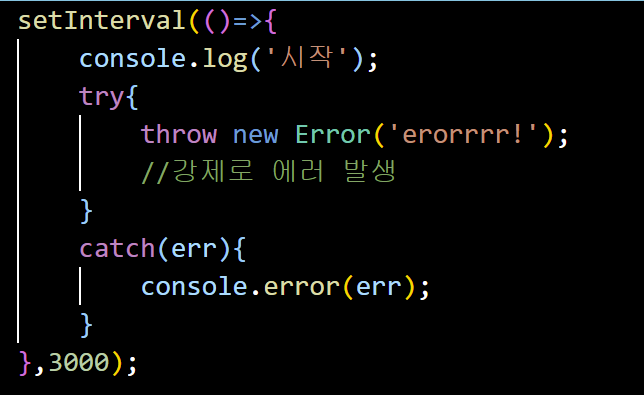 setInterval(()=>{
    console.log('시작');
    try{
        throw new Error('erorrrr!');
        //강제로 에러 발생
    }
    catch(err){
        console.error(err);
    }
},3000);